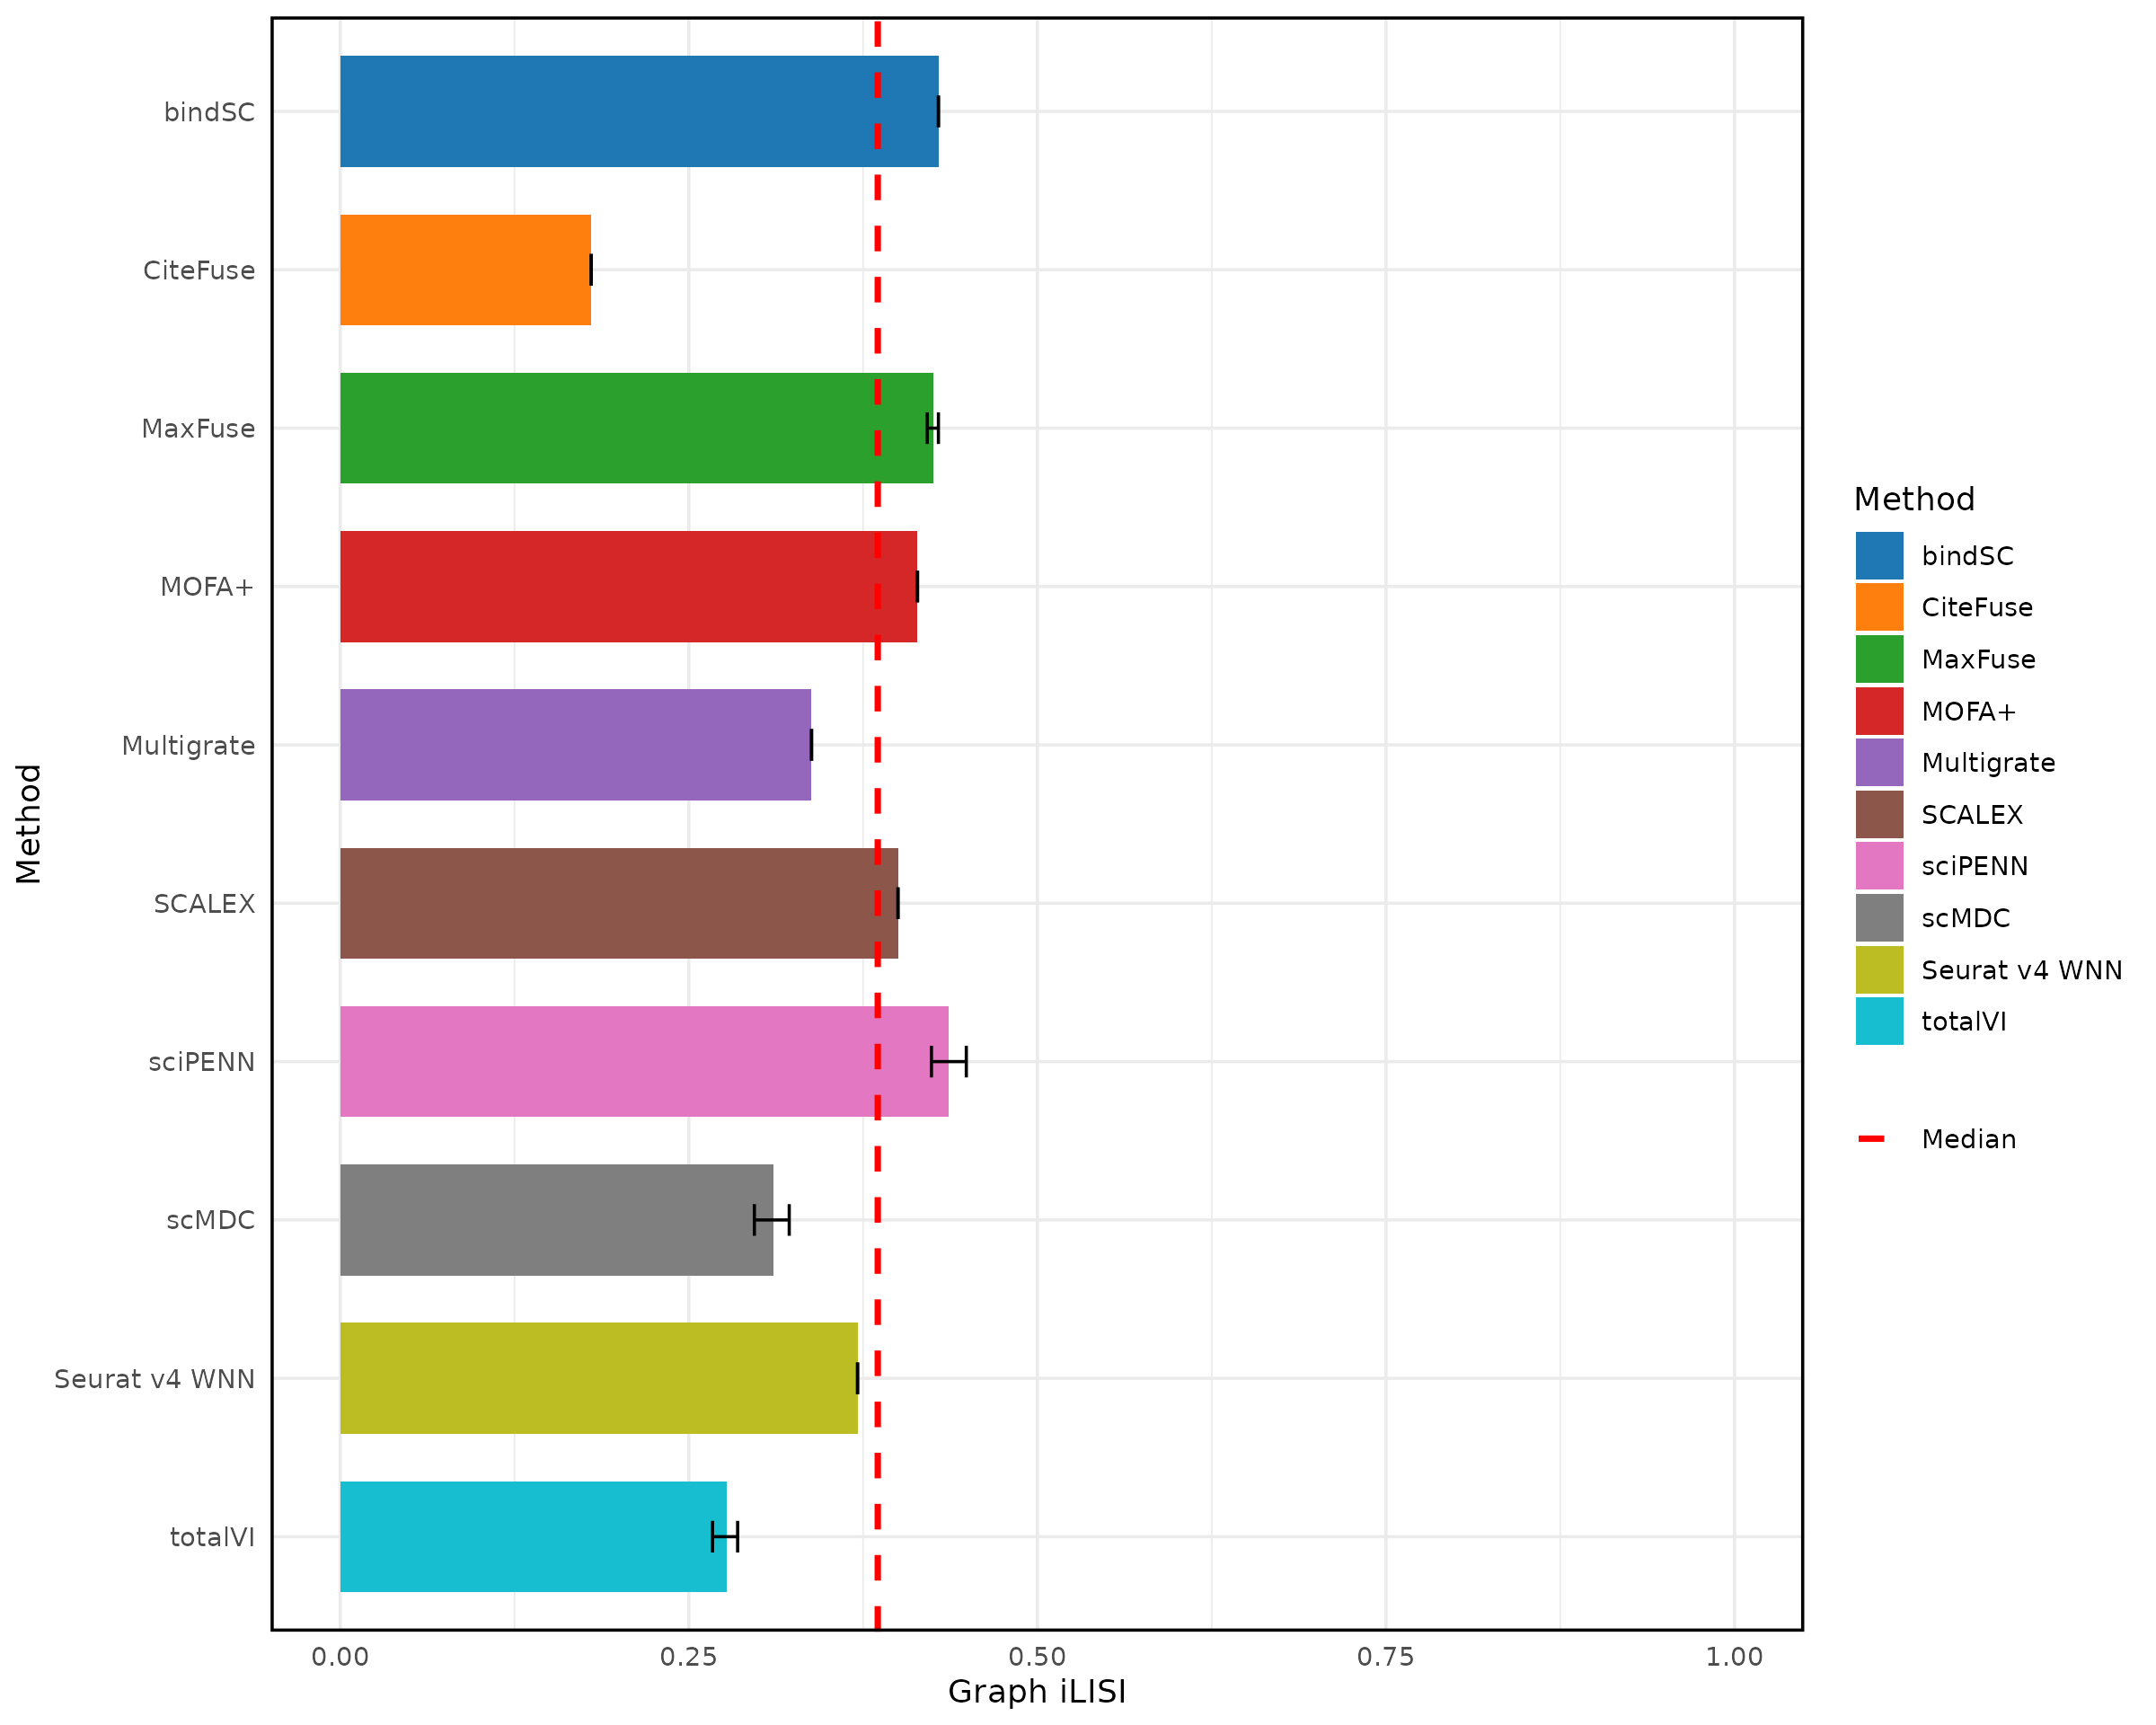 bindSC
CiteFuse
MaxFuse
MOFA+
Multigrate
SCALEX
sciPENN
scMDC
Seurat v4 WNN
totalVI
Method
0.00 0.25 0.50 0.75 1.00
Graph iLISI
Method
bindSC
CiteFuse
MaxFuse
MOFA+
Multigrate
SCALEX
sciPENN
scMDC
Seurat v4 WNN
totalVI
Median